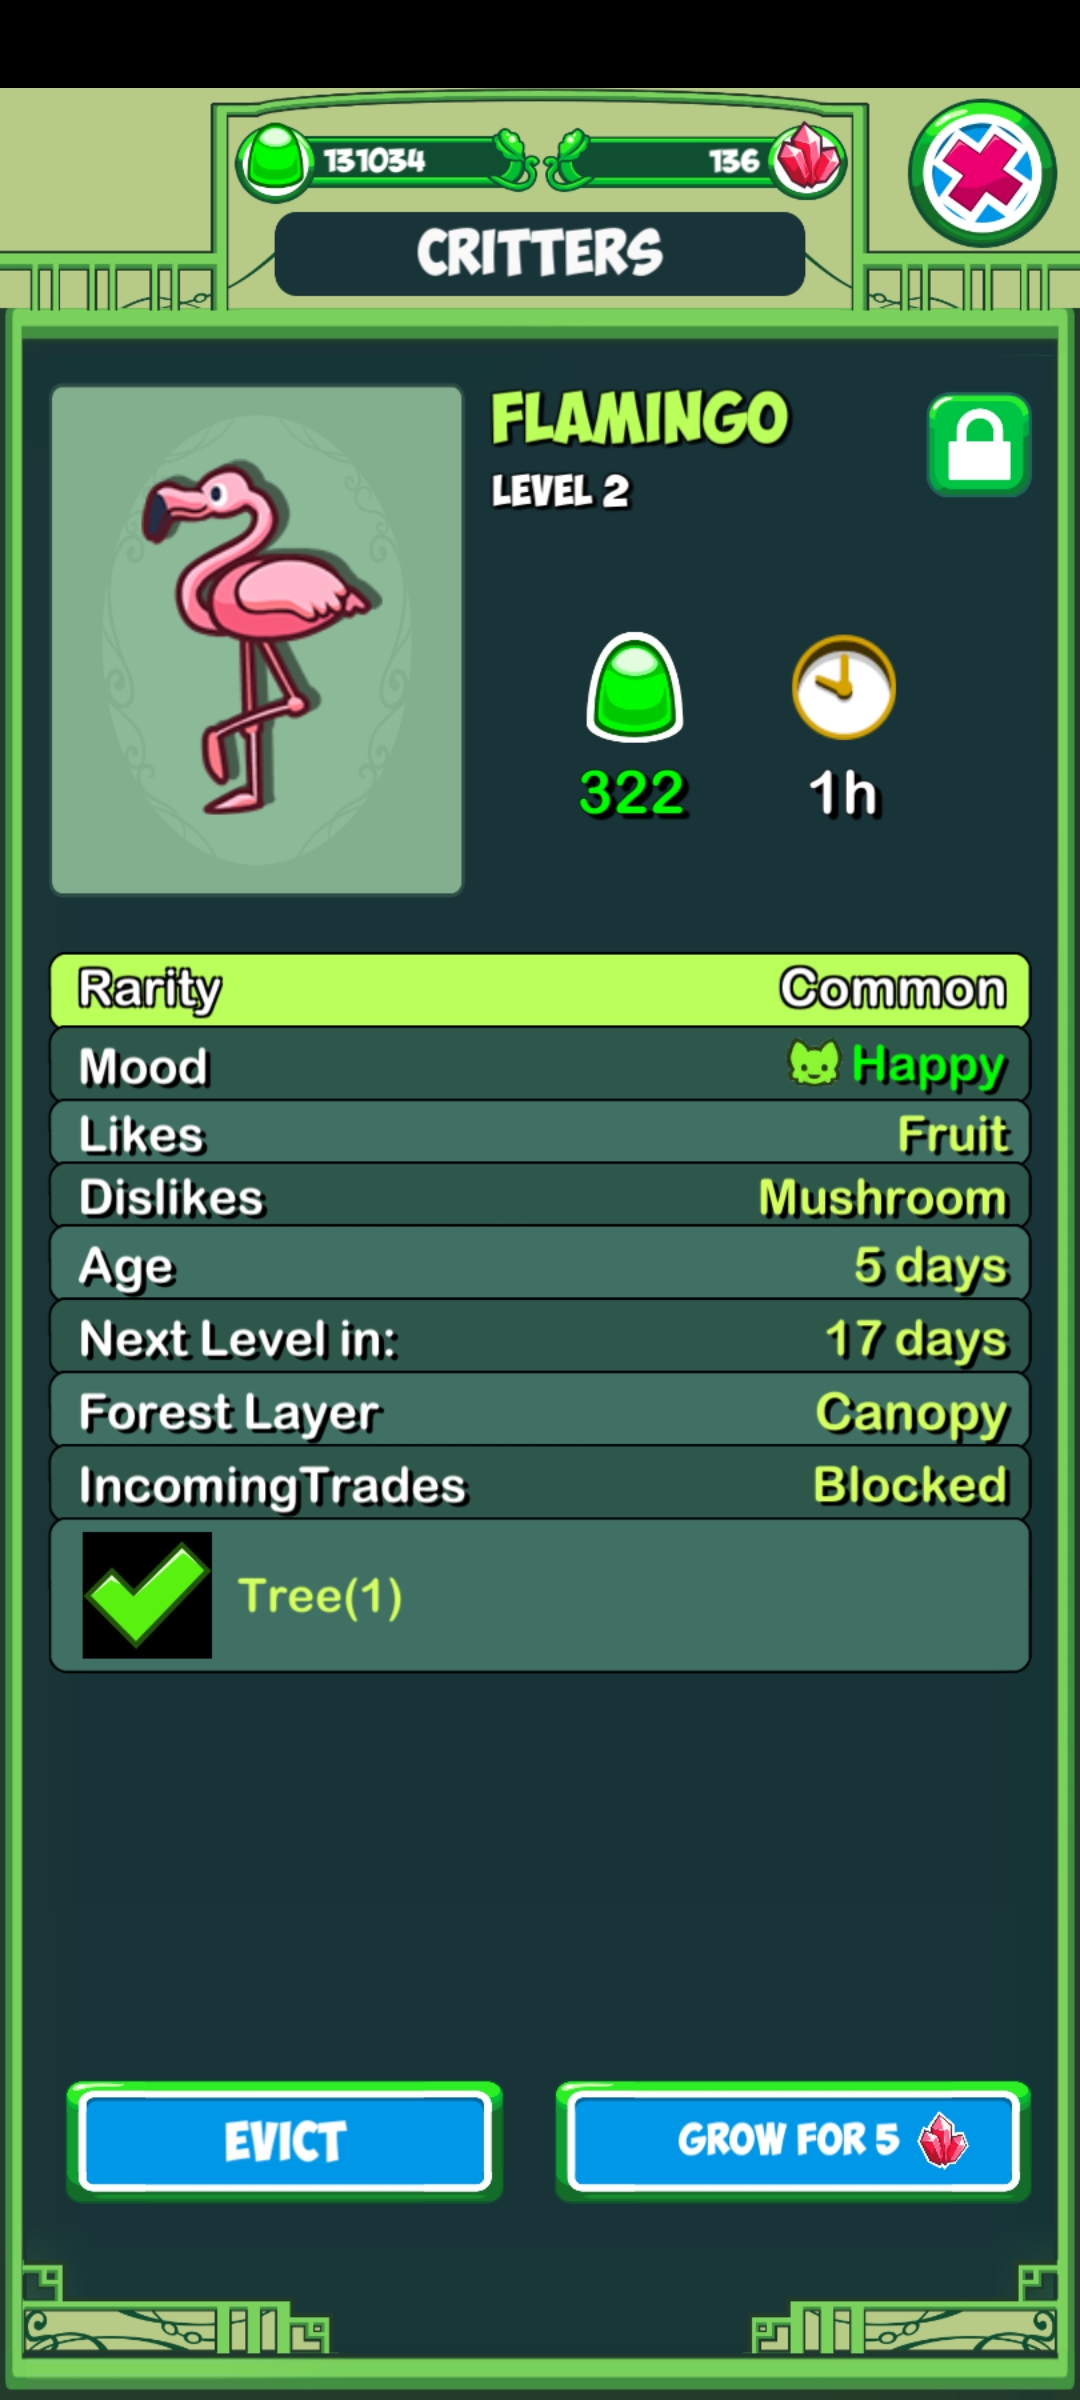 131034 136
CRITTERS
FLAMINGO
LEVEL 2
322 1h
Rarity Common
Mood Happy
Likes Fruit
Dislikes Mushroom
Age 5 days
Next Level in: 17 days
Forest Layer Canopy
IncomingTrades Blocked
Tree(1)
EVICT GROW FOR 5